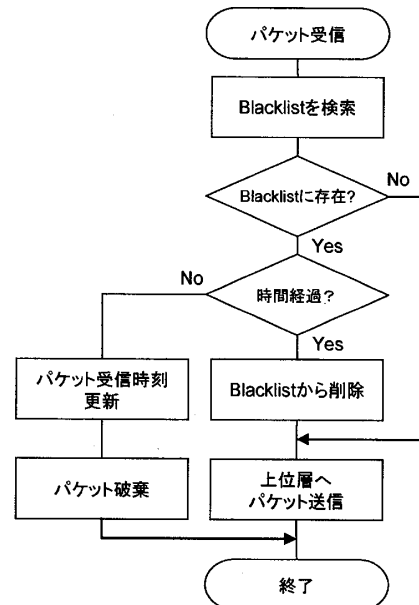 パケット受信
Blacklistを検索
Blacklistに存在?
No
Yes
時間経過?
No
Yes
パケット受信時刻
更新
Blacklistから削除
パケット破棄
上位層へ
パケット送信
終了